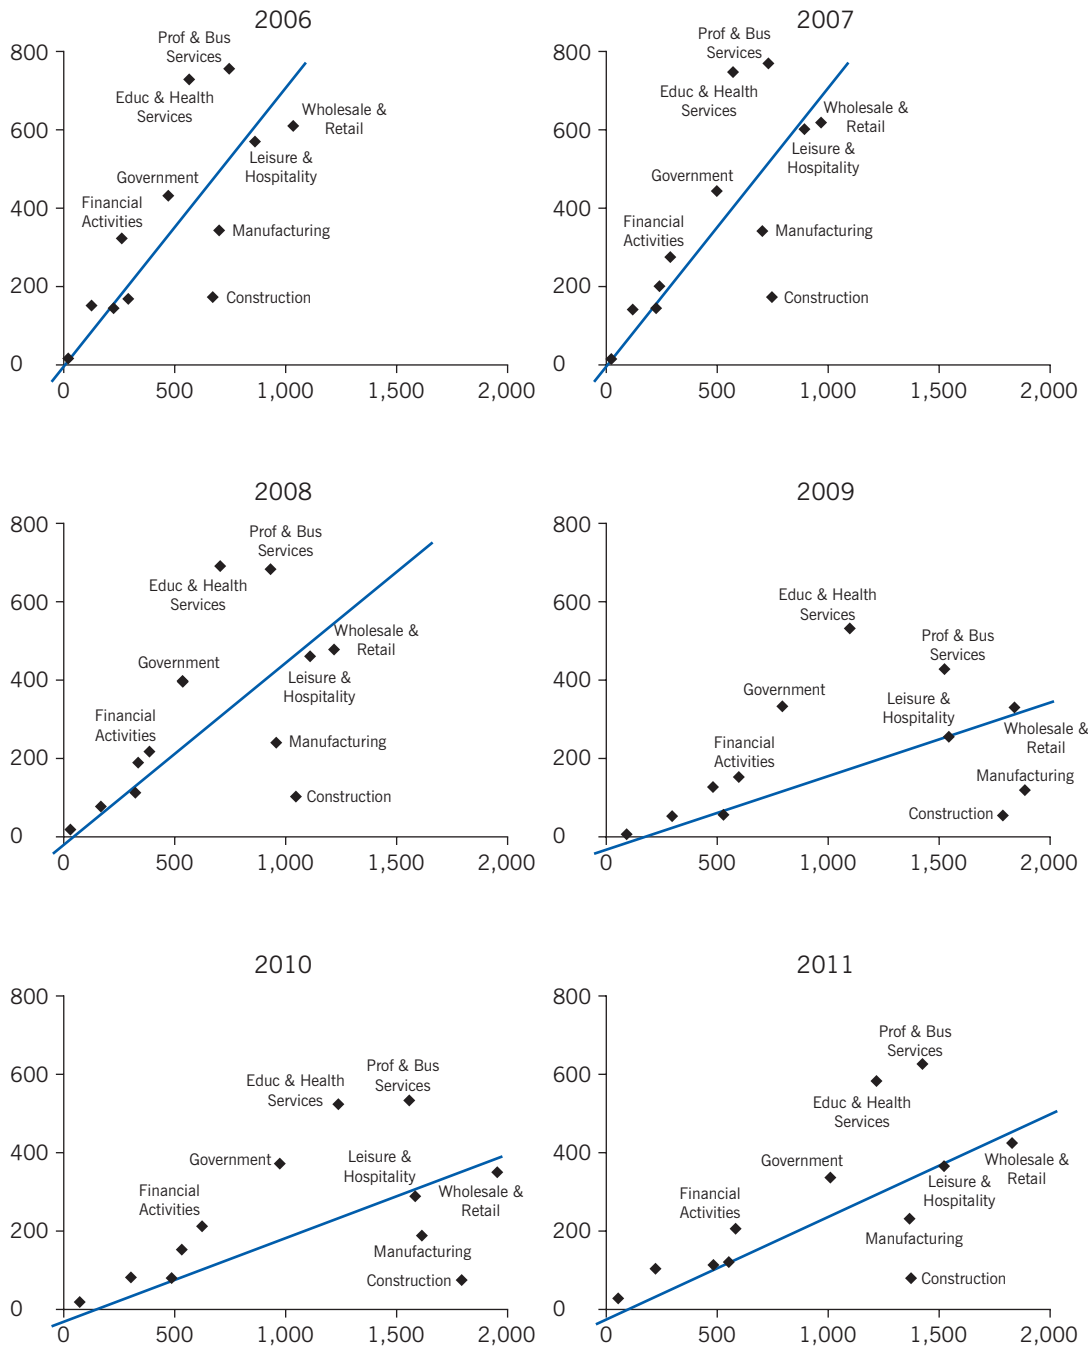 2006
800
600
400
200
0
0 500 1,000 1,500 2,000
Prof & Bus
Services
Educ & Health
Services
Wholesale &
Retail
Leisure &
Hospitality
Government
Financial
Activities
Manufacturing
Construction
2007
800
600
400
200
0
0 500 1,000 1,500 2,000
Prof & Bus
Services
Educ & Health
Services
Wholesale &
Retail
Leisure &
Hospitality
Government
Financial
Activities
Manufacturing
Construction
2008
800
600
400
200
0
0 500 1,000 1,500 2,000
Prof & Bus
Services
Educ & Health
Services
Wholesale &
Retail
Government
Leisure &
Hospitality
Financial
Activities
Manufacturing
Construction
2009
800
600
400
200
0
0 500 1,000 1,500 2,000
Educ & Health
Services
Prof & Bus
Services
Government
Leisure &
Hospitality
Wholesale &
Retail
Financial
Activities
Manufacturing
Construction
2010
800
600
400
200
0
0 500 1,000 1,500 2,000
Prof & Bus
Services
Educ & Health
Services
Government
Leisure &
Hospitality
Financial
Activities
Wholesale &
Retail
Manufacturing
Construction
2011
800
600
400
200
0
0 500 1,000 1,500 2,000
Prof & Bus
Services
Educ & Health
Services
Government
Wholesale &
Retail
Leisure &
Hospitality
Financial
Activities
Manufacturing
Construction